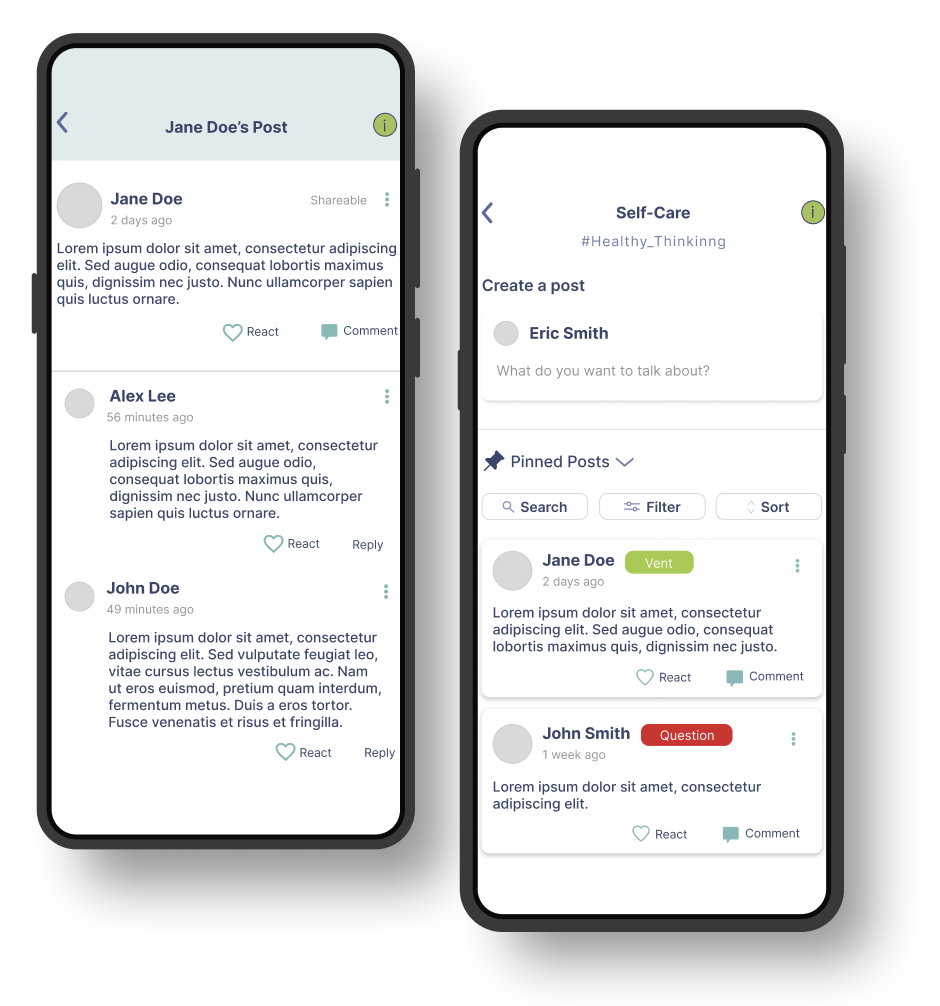 Jane Doe's Post
i
Jane Doe
Shareable
2 days ago
Lorem ipsum dolor sit amet, consectetur adipiscing
elit. Sed augue odio, consequat lobortis maximus
quis, dignissim nec justo. Nunc ullamcorper sapien
quis luctus ornare.
React
Comment
Alex Lee
56 minutes ago
Lorem ipsum dolor sit amet, consectetur
adipiscing elit. Sed augue odio,
consequat lobortis maximus quis,
dignissim nec justo. Nunc ullamcorper
sapien quis luctus ornare.
React
Reply
John Doe
49 minutes ago
Lorem ipsum dolor sit amet, consectetur
adipiscing elit. Sed vulputate feugiat leo,
vitae cursus lectus vestibulum ac. Nam
ut eros euismod, pretium quam interdum,
fermentum metus. Duis a eros tortor.
Fusce venenatis et risus et fringilla.
React
Reply
Self-Care
i
#Healthy_Thinkinng
Create a post
Eric Smith
What do you want to talk about?
Pinned Posts
Search
Filter
Sort
Jane Doe
Vent
2 days ago
Lorem ipsum dolor sit amet, consectetur
adipiscing elit. Sed augue odio, consequat
lobortis maximus quis, dignissim nec justo.
React
Comment
John Smith
Question
1 week ago
Lorem ipsum dolor sit amet, consectetur
adipiscing elit.
React
Comment